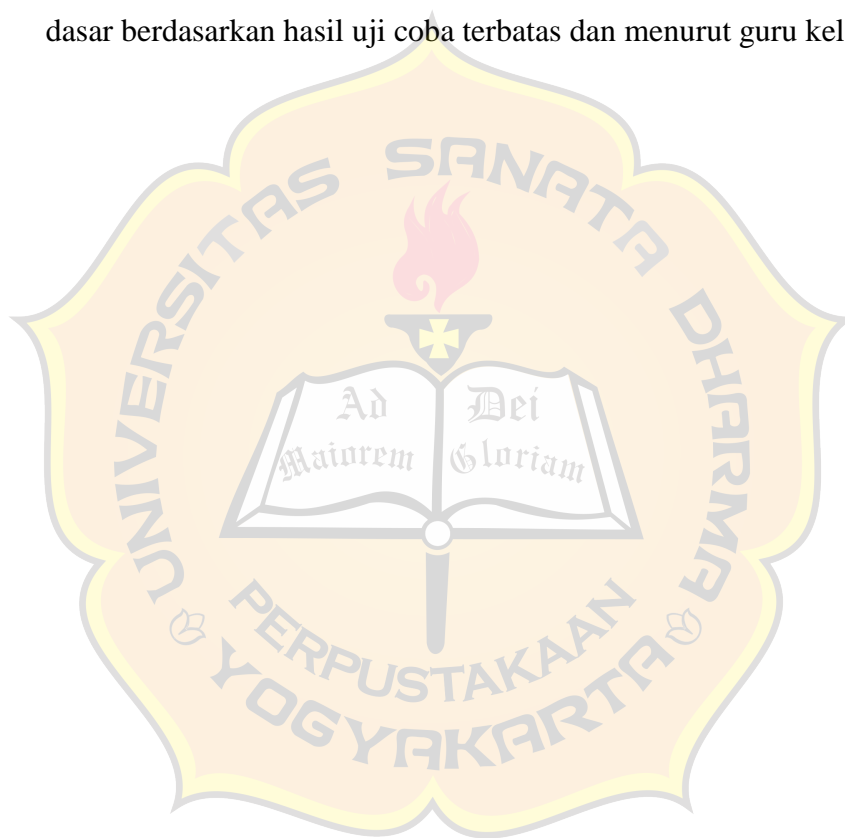 dasar berdasarkan hasil uji coba terbatas dan menurut guru kel
UNIVERSITAS SANATA DHARMA
Ad
Maiorem
Dei
Gloriam
PERPUSTAKAAN
YOGYAKARTA